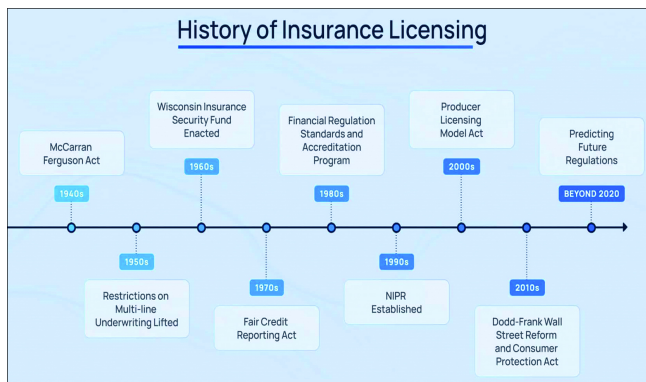 History of Insurance Licensing
McCarran
Ferguson Act
1940s
1950s
Restrictions on
Multi-line
Underwriting Lifted
Wisconsin Insurance
Security Fund
Enacted
1960s
1970s
Fair Credit
Reporting Act
Financial Regulation
Standards and
Accreditation
Program
1980s
1990s
NIPR
Established
Producer
Licensing
Model Act
2000s
2010s
Dodd-Frank Wall
Street Reform
and Consumer
Protection Act
Predicting
Future
Regulations
BEYOND 2020